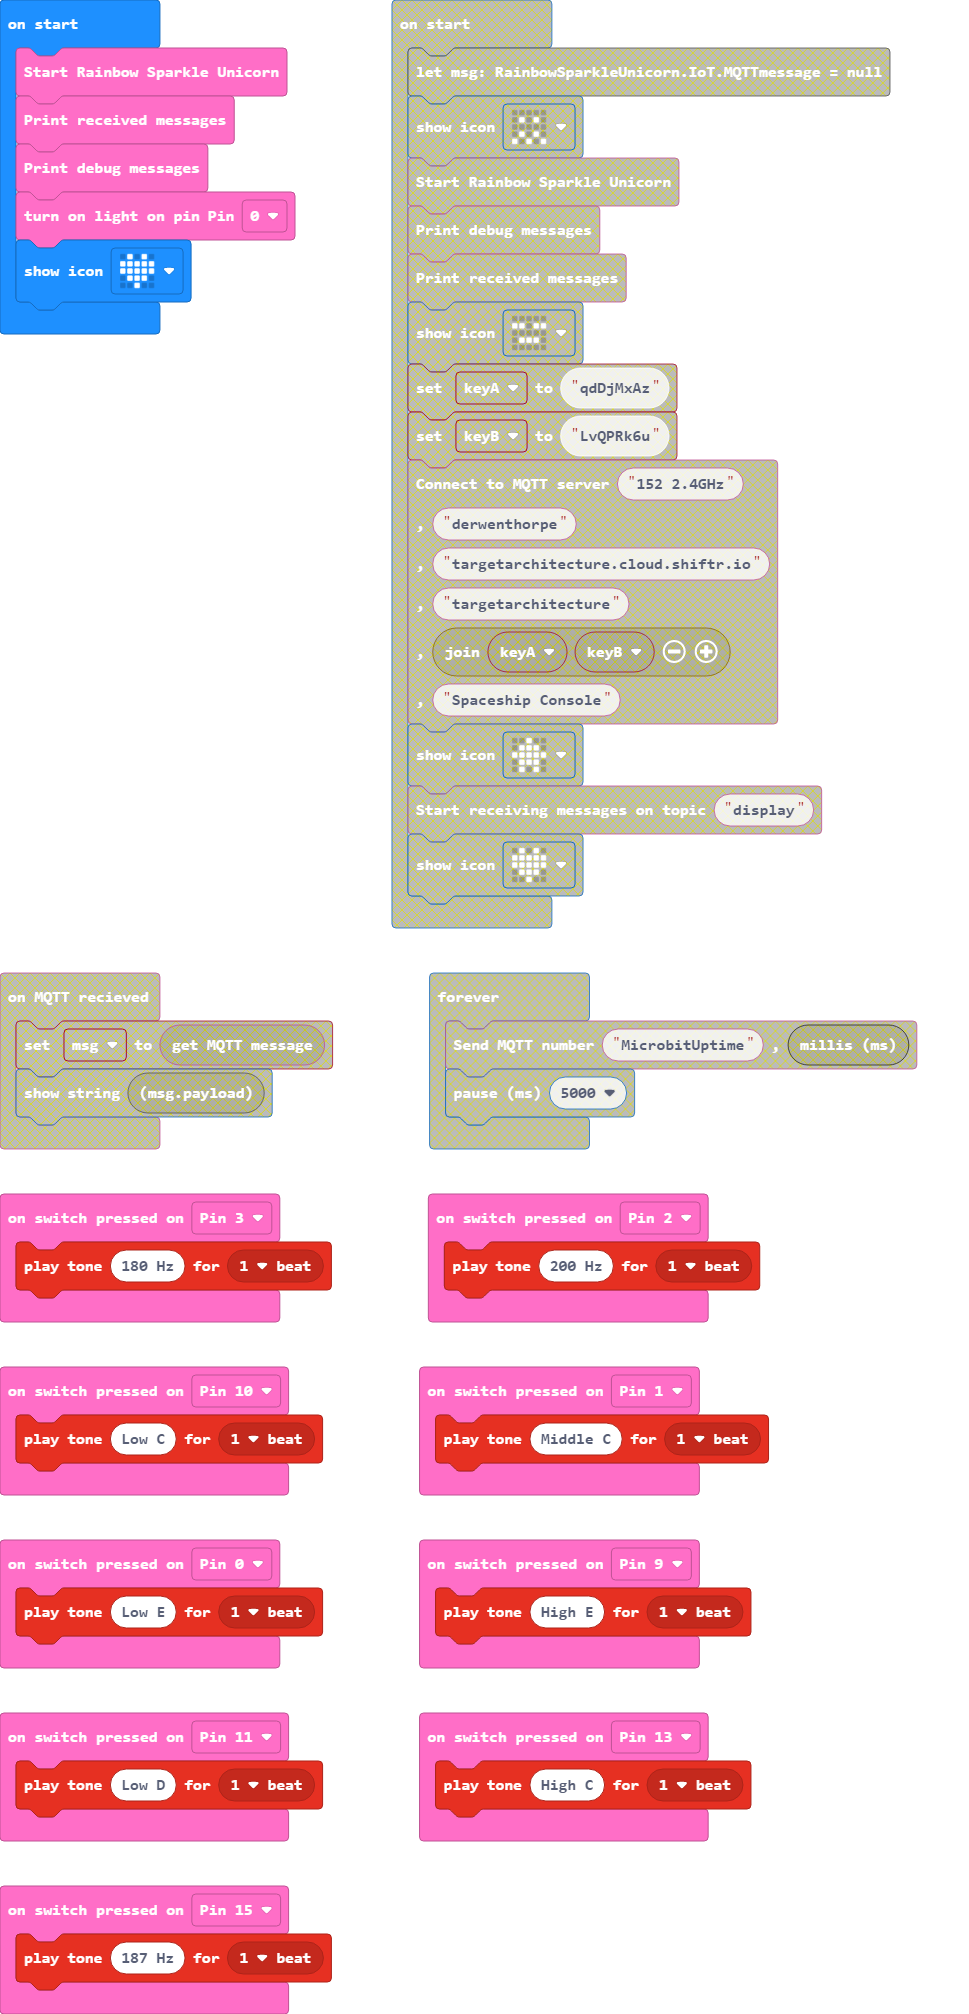 on start
Start Rainbow Sparkle Unicorn
Print received messages
Print debug messages
turn on light on pin Pin 0
show icon
on start
let msg: RainbowSparkleUnicorn.IoT.MQTTmessage = null
show icon
Start Rainbow Sparkle Unicorn
Print debug messages
Print received messages
show icon
set keyA to "qdDjMxAz"
set keyB to "LvQPRk6u"
Connect to MQTT server "152 2.4GHz"
, "derwenthorpe"
, "targetarchitecture.cloud.shiftr.io"
, "targetarchitecture"
, join keyA keyB
, "Spaceship Console"
show icon
Start receiving messages on topic "display"
show icon
on MQTT recieved
set msg to get MQTT message
show string (msg.payload)
forever
Send MQTT number "MicrobitUptime" , millis (ms)
pause (ms) 5000
on switch pressed on Pin 3
play tone 180 Hz for 1 beat
on switch pressed on Pin 2
play tone 200 Hz for 1 beat
on switch pressed on Pin 10
play tone Low C for 1 beat
on switch pressed on Pin 1
play tone Middle C for 1 beat
on switch pressed on Pin 0
play tone Low E for 1 beat
on switch pressed on Pin 9
play tone High E for 1 beat
on switch pressed on Pin 11
play tone Low D for 1 beat
on switch pressed on Pin 13
play tone High C for 1 beat
on switch pressed on Pin 15
play tone 187 Hz for 1 beat